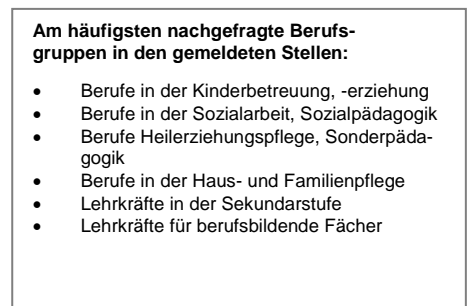 Am häufigsten nachgefragte Berufs-
gruppen in den gemeldeten Stellen:
• Berufe in der Kinderbetreuung, -erziehung
• Berufe in der Sozialarbeit, Sozialpädagogik
• Berufe Heilerziehungspflege, Sonderpäda-
gogik
• Berufe in der Haus- und Familienpflege
• Lehrkräfte in der Sekundarstufe
• Lehrkräfte für berufsbildende Fächer